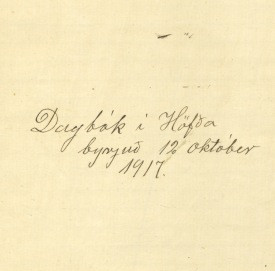 Dagbók í Höfða
byrjuð 12 október
1917.